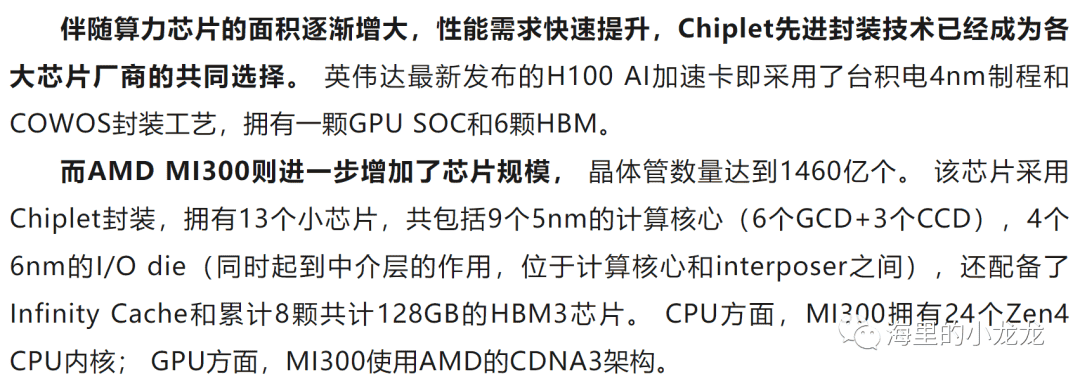 伴随算力芯片的面积逐渐增大，性能需求快速提升，Chiplet先进封装技术已经成为各
大芯片厂商的共同选择。 英伟达最新发布的H100 AI加速卡即采用了台积电4nm制程和
COWOS封装工艺，拥有一颗GPU SOC和6颗HBM。
而AMD MI300则进一步增加了芯片规模， 晶体管数量达到1460亿个。 该芯片采用
Chiplet封装，拥有13个小芯片，共包括9个5nm的计算核心（6个GCD+3个CCD），4个
6nm的I/O die（同时起到中介层的作用，位于计算核心和interposer之间），还配备了
Infinity Cache和累计8颗共计128GB的HBM3芯片。 CPU方面，MI300拥有24个Zen4
CPU内核； GPU方面，MI300使用AMD的CDNA3架构。
海里的小龙龙